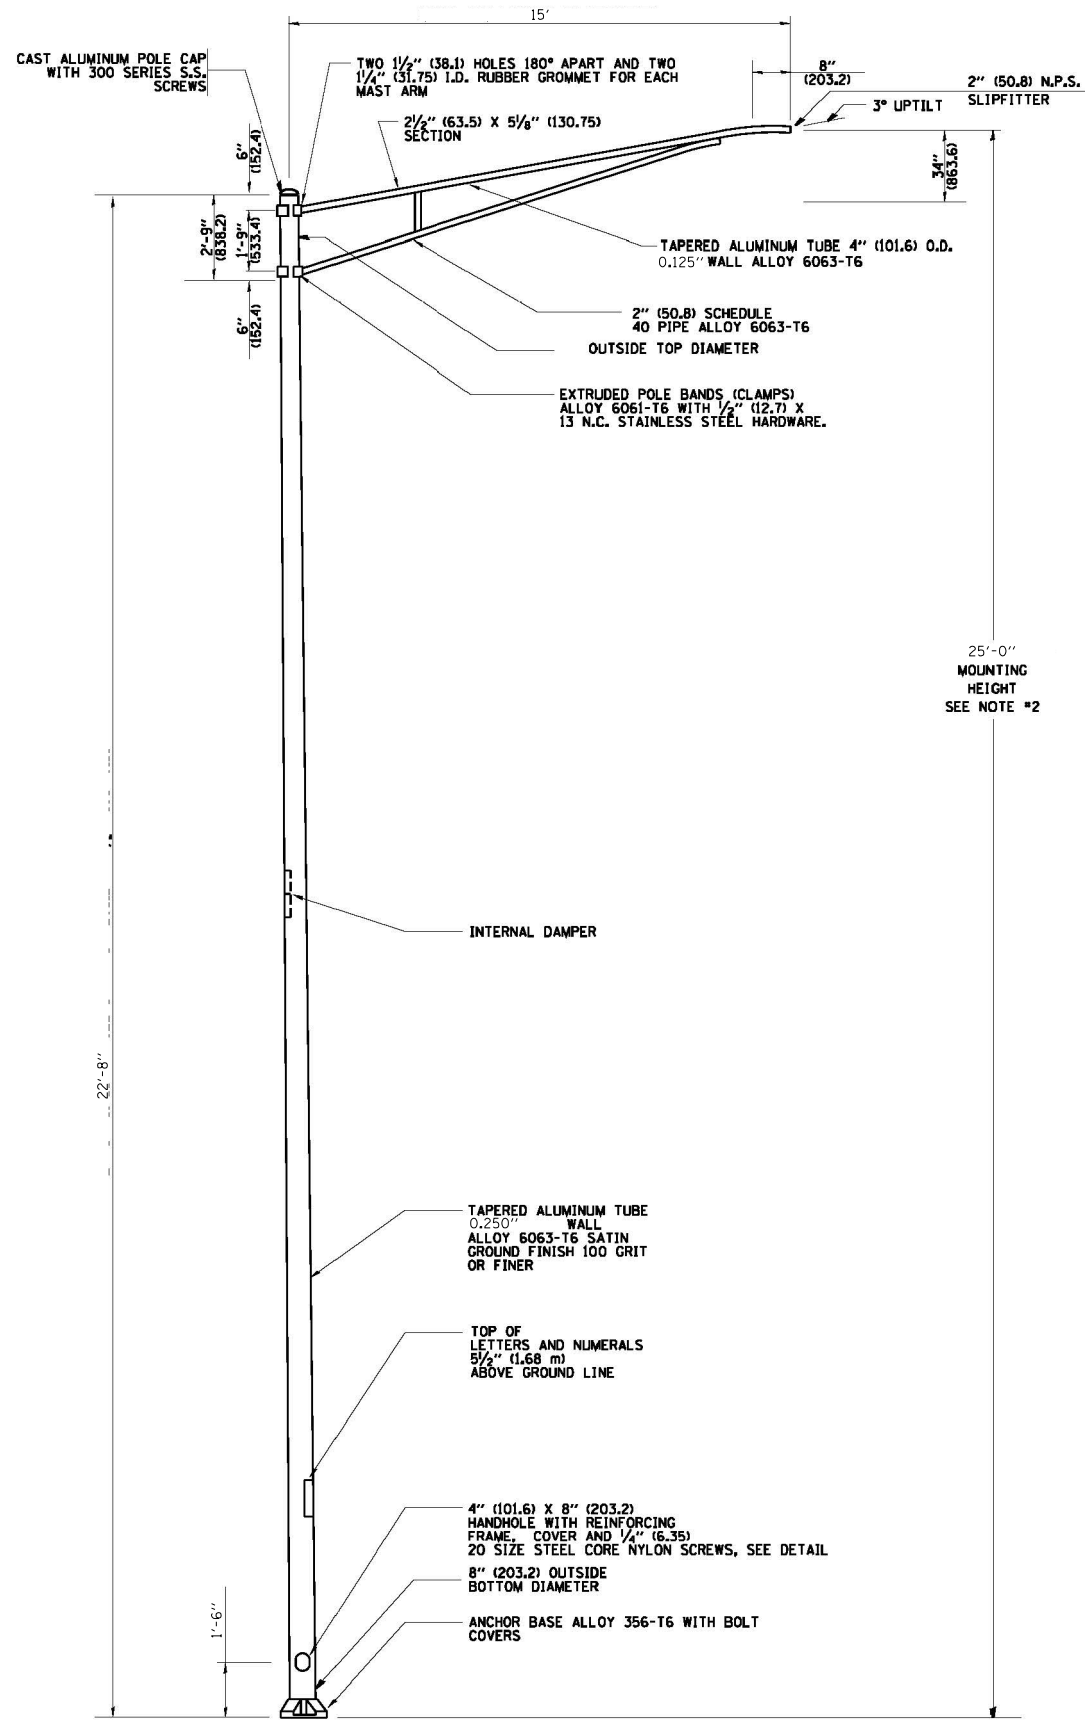 15'
CAST ALUMINUM POLE CAP
WITH 300 SERIES S.S.
SCREWS
TWO 1½" (38.1) HOLES 180° APART AND TWO
1¼" (31.75) I.D. RUBBER GROMMET FOR EACH
MAST ARM
8"
(203.2)
2" (50.8) N.P.S.
SLIPFITTER
3° UPTILT
2½" (63.5) X 5⅛" (130.75)
SECTION
6"
(152.4)
34"
(863.6)
2'-9"
(838.2)
1'-9"
(533.4)
TAPERED ALUMINUM TUBE 4" (101.6) O.D.
0.125" WALL ALLOY 6063-T6
6"
(152.4)
2" (50.8) SCHEDULE
40 PIPE ALLOY 6063-T6
OUTSIDE TOP DIAMETER
EXTRUDED POLE BANDS (CLAMPS)
ALLOY 6061-T6 WITH ½" (12.7) X
13 N.C. STAINLESS STEEL HARDWARE.
25'-0"
MOUNTING
HEIGHT
SEE NOTE #2
INTERNAL DAMPER
22'-8"
TAPERED ALUMINUM TUBE
0.250" WALL
ALLOY 6063-T6 SATIN
GROUND FINISH 100 GRIT
OR FINER
TOP OF
LETTERS AND NUMERALS
5½" (1.68 m)
ABOVE GROUND LINE
4" (101.6) X 8" (203.2)
HANDHOLE WITH REINFORCING
FRAME, COVER AND ¼" (6.35)
20 SIZE STEEL CORE NYLON SCREWS, SEE DETAIL
8" (203.2) OUTSIDE
BOTTOM DIAMETER
1'-6"
ANCHOR BASE ALLOY 356-T6 WITH BOLT
COVERS